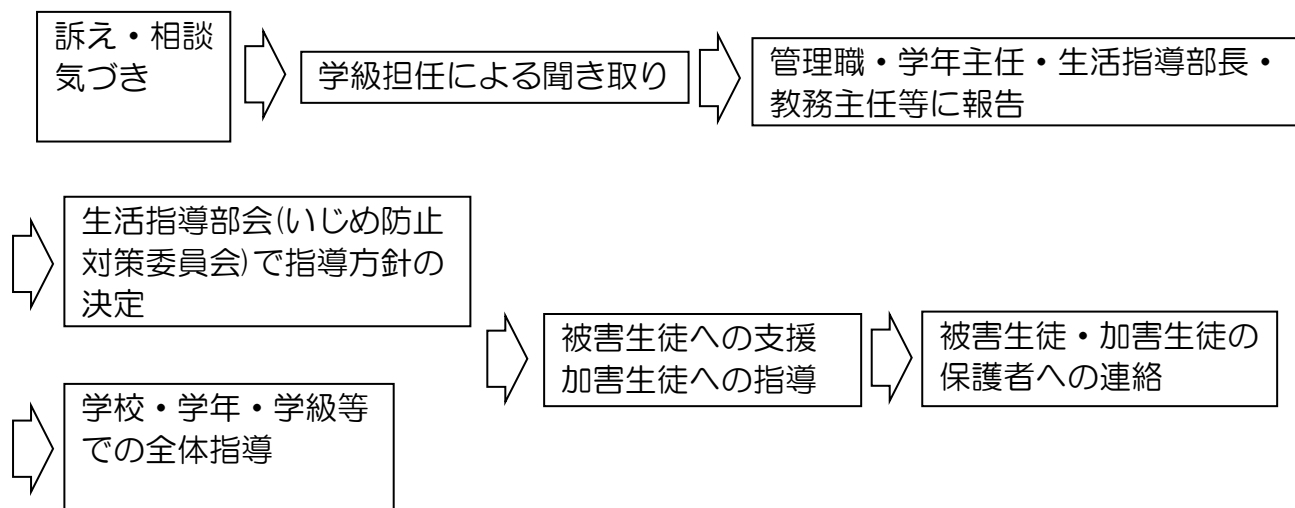 訴え・相談
気づき
学級担任による聞き取り
管理職・学年主任・生活指導部長・
教務主任等に報告
生活指導部会(いじめ防止
対策委員会)で指導方針の
決定
被害生徒への支援
加害生徒への指導
被害生徒・加害生徒の
保護者への連絡
学校・学年・学級等
での全体指導